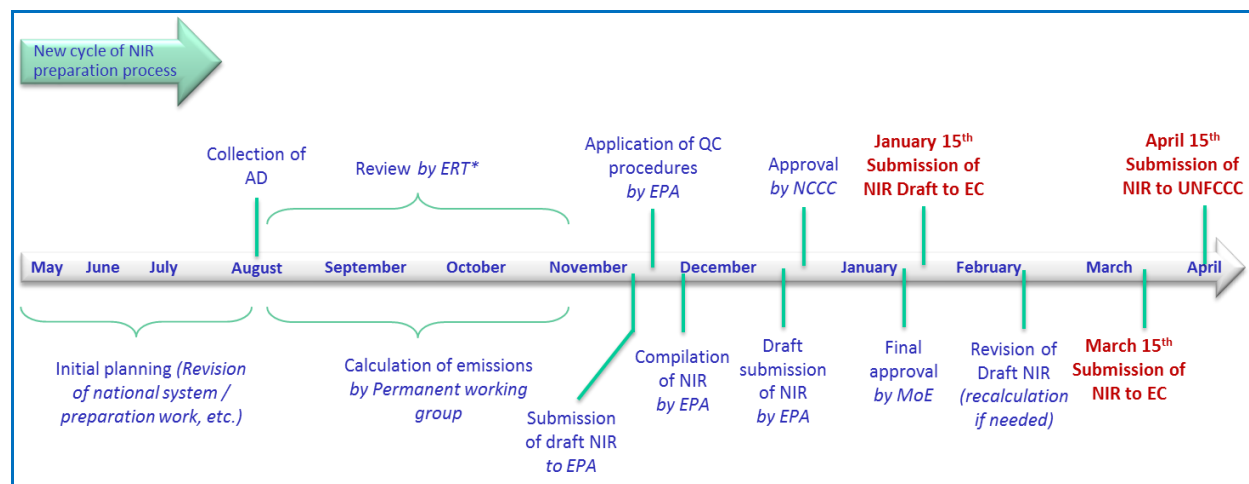 New cycle of NIR
preparation process
Collection of
AD
Review by ERT*
Application of QC
procedures
by EPA
Approval
by NCCC
January 15th
Submission of
NIR Draft to EC
April 15th
Submission of
NIR to UNFCCC
May June July August September October November December January February March April
Initial planning (Revision
of national system /
preparation work, etc.)
Calculation of emissions
by Permanent working
group
Submission
of draft NIR
to EPA
Compilation
of NIR
by EPA
Draft
submission
of NIR
by EPA
Final
approval
by MoE
Revision of
Draft NIR
(recalculation
if needed)
March 15th
Submission of
NIR to EC